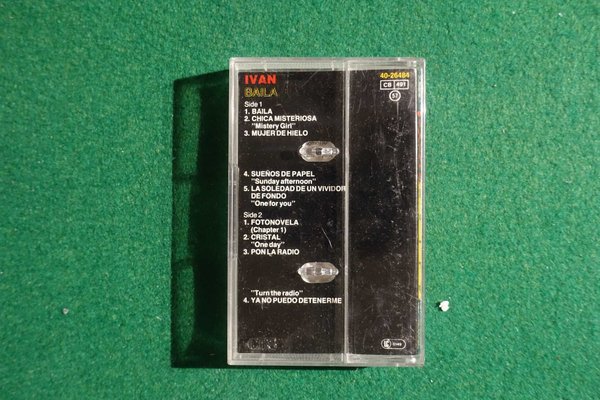 IVAN
BAILA
40-26484
CB 491
57
Side 1
1. BAILA
2. CHICA MISTERIOSA
"Mistery Girl"
3. MUJER DE HIELO
4. SUEÑOS DE PAPEL
"Sunday afternoon"
5. LA SOLEDAD DE UN VIVIDOR
DE FONDO
"One for you"
Side 2
1. FOTONOVELA
(Chapter 1)
2. CRISTAL
"One day"
3. PON LA RADIO
"Turn the radio"
4. YA NO PUEDO DETENERME